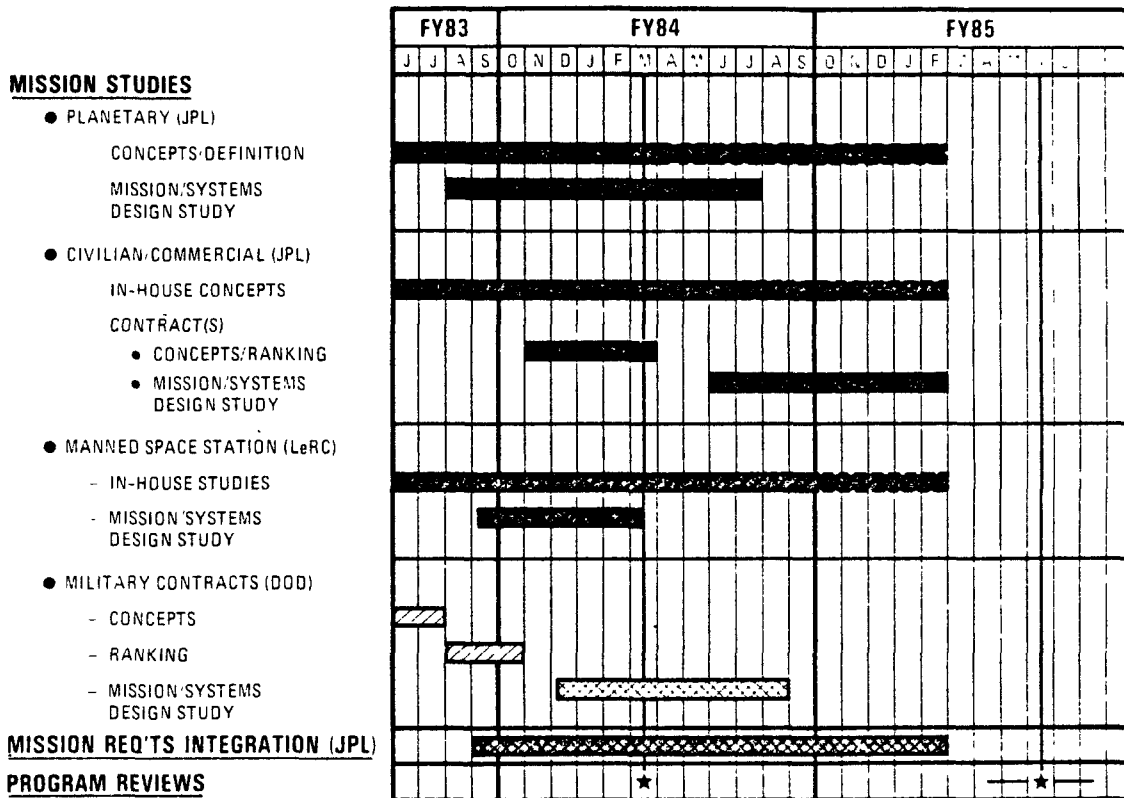 FY83 FY84 FY85
J J A S O N D J F M A M J J A S O N D J F
MISSION STUDIES
● PLANETARY (JPL)
CONCEPTS/DEFINITION
MISSION/SYSTEMS
DESIGN STUDY
● CIVILIAN/COMMERCIAL (JPL)
IN-HOUSE CONCEPTS
CONTRACT(S)
● CONCEPTS/RANKING
● MISSION/SYSTEMS
DESIGN STUDY
● MANNED SPACE STATION (LeRC)
- IN-HOUSE STUDIES
- MISSION/SYSTEMS
DESIGN STUDY
● MILITARY CONTRACTS (DOD)
- CONCEPTS
- RANKING
- MISSION/SYSTEMS
DESIGN STUDY
MISSION REQ'TS INTEGRATION (JPL)
PROGRAM REVIEWS